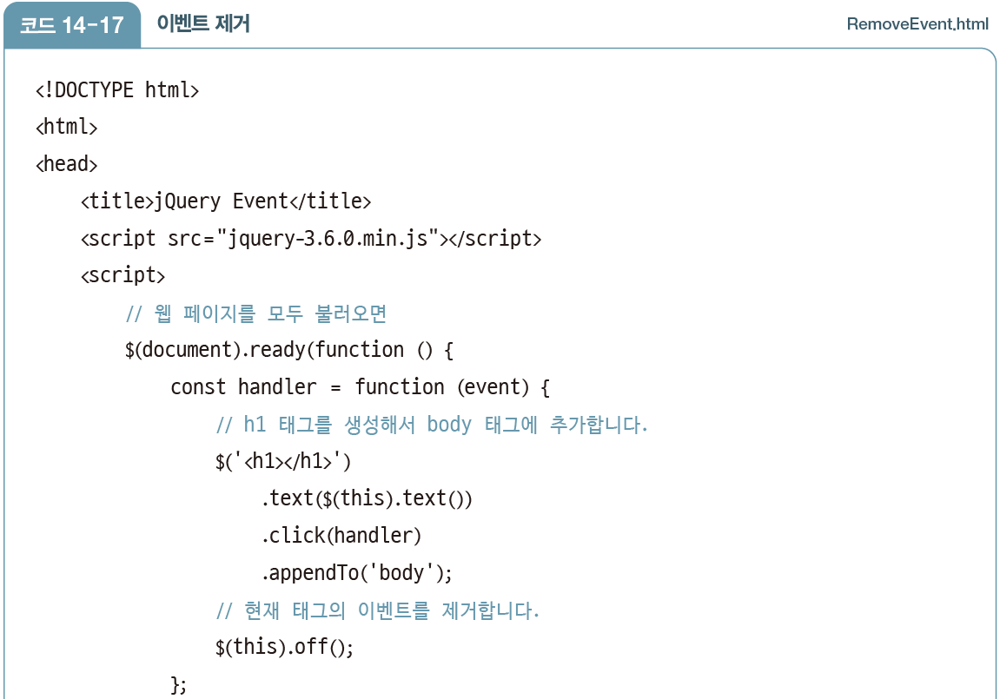 코드 14-17 이벤트 제거 RemoveEvent.html
<!DOCTYPE html>
<html>
<head>
    <title>jQuery Event</title>
    <script src="jquery-3.6.0.min.js"></script>
    <script>
        // 웹 페이지를 모두 불러오면
        $(document).ready(function () {
            const handler = function (event) {
                // h1 태그를 생성해서 body 태그에 추가합니다.
                $('<h1></h1>')
                    .text($(this).text())
                    .click(handler)
                    .appendTo('body');
                // 현재 태그의 이벤트를 제거합니다.
                $(this).off();
            };